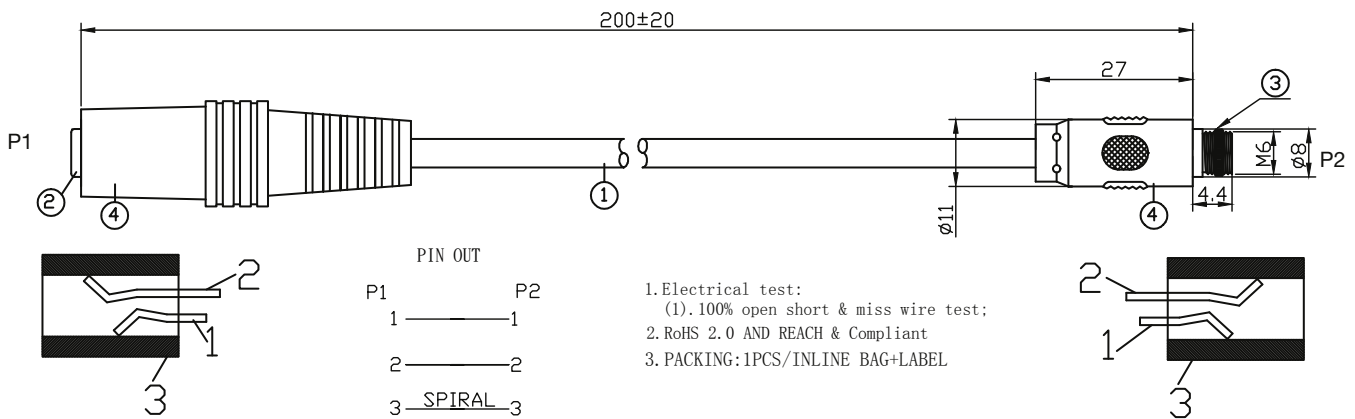 200±20
27
3
P1
M6
ø8
P2
2
4
1
ø11
4
4.4
2
1
3
PIN OUT
P1 P2
1 1
2 2
3 SPIRAL 3
1.Electrical test:
(1).100% open short & miss wire test;
2.RoHS 2.0 AND REACH & Compliant
3.PACKING:1PCS/INLINE BAG+LABEL
2
1
3